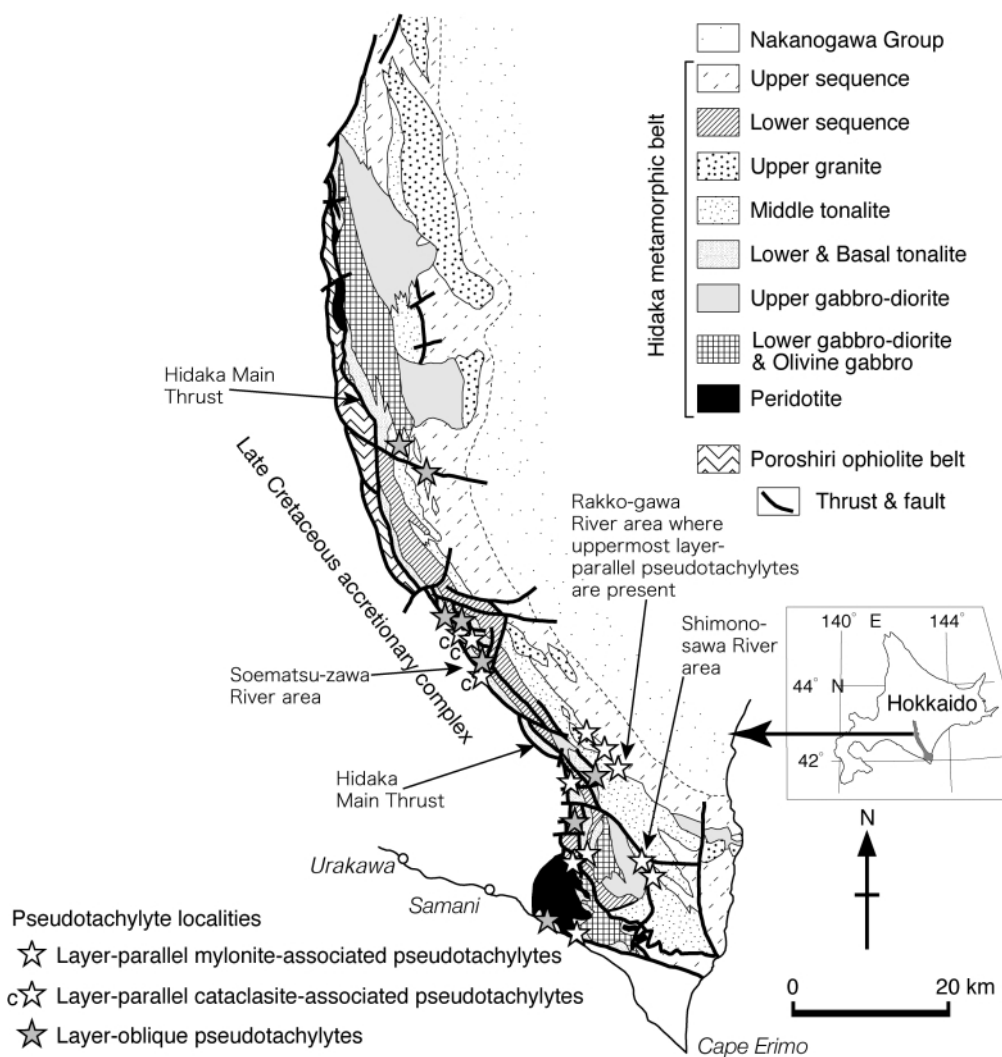 Nakanogawa Group
Upper sequence
Lower sequence
Upper granite
Middle tonalite
Lower & Basal tonalite
Upper gabbro-diorite
Lower gabbro-diorite
& Olivine gabbro
Peridotite
Hidaka metamorphic belt
Poroshiri ophiolite belt
Thrust & fault
Hidaka Main
Thrust
Late Cretaceous accretionary complex
Rakko-gawa
River area where
uppermost layer-
parallel pseudotachylytes
are present
Shimono-
sawa River
area
Soematsu-zawa
River area
c
c
c
Hidaka
Main Thrust
140° E
144°
44° N
Hokkaido
42°
N
Urakawa
Samani
Pseudotachylyte localities
Layer-parallel mylonite-associated pseudotachylytes
c Layer-parallel cataclasite-associated pseudotachylytes
Layer-oblique pseudotachylytes
0 20 km
Cape Erimo